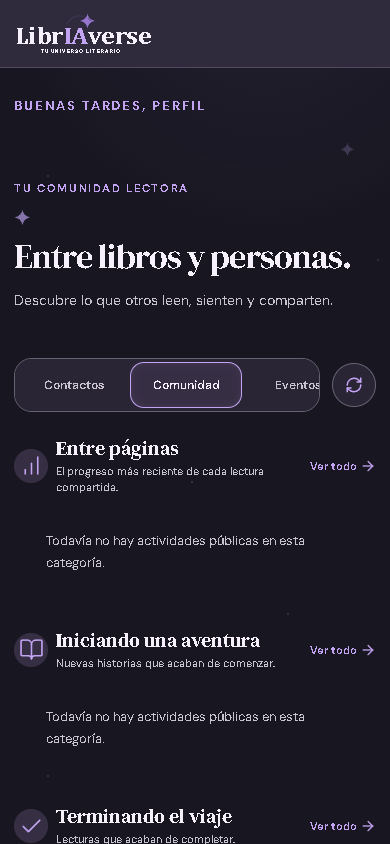 LibrIAverse
TU UNIVERSO LITERARIO
BUENAS TARDES, PERFIL
TU COMUNIDAD LECTORA
Entre libros y personas.
Descubre lo que otros leen, sienten y comparten.
Contactos Comunidad Eventos
Entre páginas
El progreso más reciente de cada lectura
compartida.
Ver todo →
Todavía no hay actividades públicas en esta
categoría.
Iniciando una aventura
Nuevas historias que acaban de comenzar.
Ver todo →
Todavía no hay actividades públicas en esta
categoría.
Terminando el viaje
Lecturas que acaban de completar.
Ver todo →